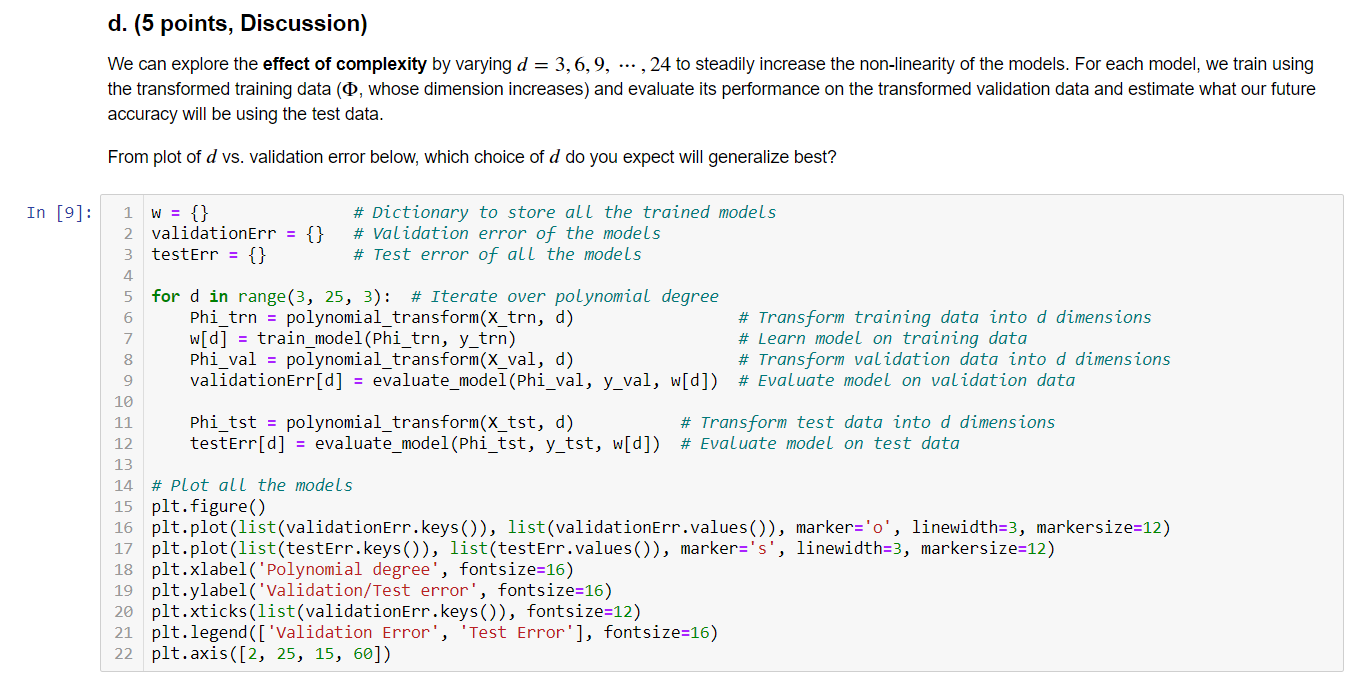 d. (5 points, Discussion)
We can explore the effect of complexity by varying d = 3, 6, 9, ⋯ , 24 to steadily increase the non-linearity of the models. For each model, we train using
the transformed training data (Φ, whose dimension increases) and evaluate its performance on the transformed validation data and estimate what our future
accuracy will be using the test data.
From plot of d vs. validation error below, which choice of d do you expect will generalize best?
In [9]:
1 w = {} # Dictionary to store all the trained models
2 validationErr = {} # Validation error of the models
3 testErr = {} # Test error of all the models
4
5 for d in range(3, 25, 3): # Iterate over polynomial degree
6 Phi_trn = polynomial_transform(X_trn, d) # Transform training data into d dimensions
7 w[d] = train_model(Phi_trn, y_trn) # Learn model on training data
8 Phi_val = polynomial_transform(X_val, d) # Transform validation data into d dimensions
9 validationErr[d] = evaluate_model(Phi_val, y_val, w[d]) # Evaluate model on validation data
10
11 Phi_tst = polynomial_transform(X_tst, d) # Transform test data into d dimensions
12 testErr[d] = evaluate_model(Phi_tst, y_tst, w[d]) # Evaluate model on test data
13
14 # Plot all the models
15 plt.figure()
16 plt.plot(list(validationErr.keys()), list(validationErr.values()), marker='o', linewidth=3, markersize=12)
17 plt.plot(list(testErr.keys()), list(testErr.values()), marker='s', linewidth=3, markersize=12)
18 plt.xlabel('Polynomial degree', fontsize=16)
19 plt.ylabel('Validation/Test error', fontsize=16)
20 plt.xticks(list(validationErr.keys()), fontsize=12)
21 plt.legend(['Validation Error', 'Test Error'], fontsize=16)
22 plt.axis([2, 25, 15, 60])